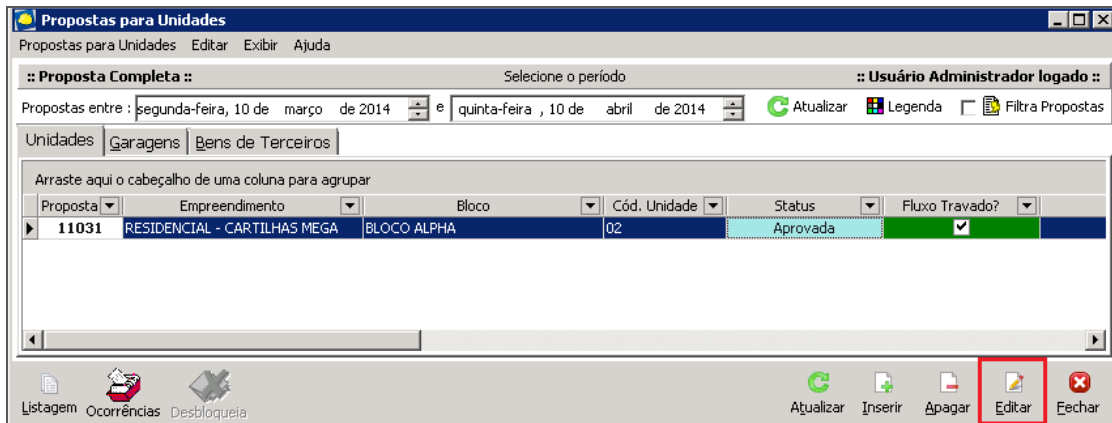 Propostas para Unidades
Propostas para Unidades Editar Exibir Ajuda
:: Proposta Completa :: Selecione o período :: Usuário Administrador logado ::
Propostas entre : segunda-feira, 10 de março de 2014 e quinta-feira , 10 de abril de 2014 Atualizar Legenda Filtra Propostas
Unidades Garagens Bens de Terceiros
Arraste aqui o cabeçalho de uma coluna para agrupar
Proposta Empreendimento Bloco Cód. Unidade Status Fluxo Travado?
11031 RESIDENCIAL - CARTILHAS MEGA BLOCO ALPHA 02 Aprovada
Listagem Ocorrências Desbloqueia Atualizar Inserir Apagar Editar Fechar